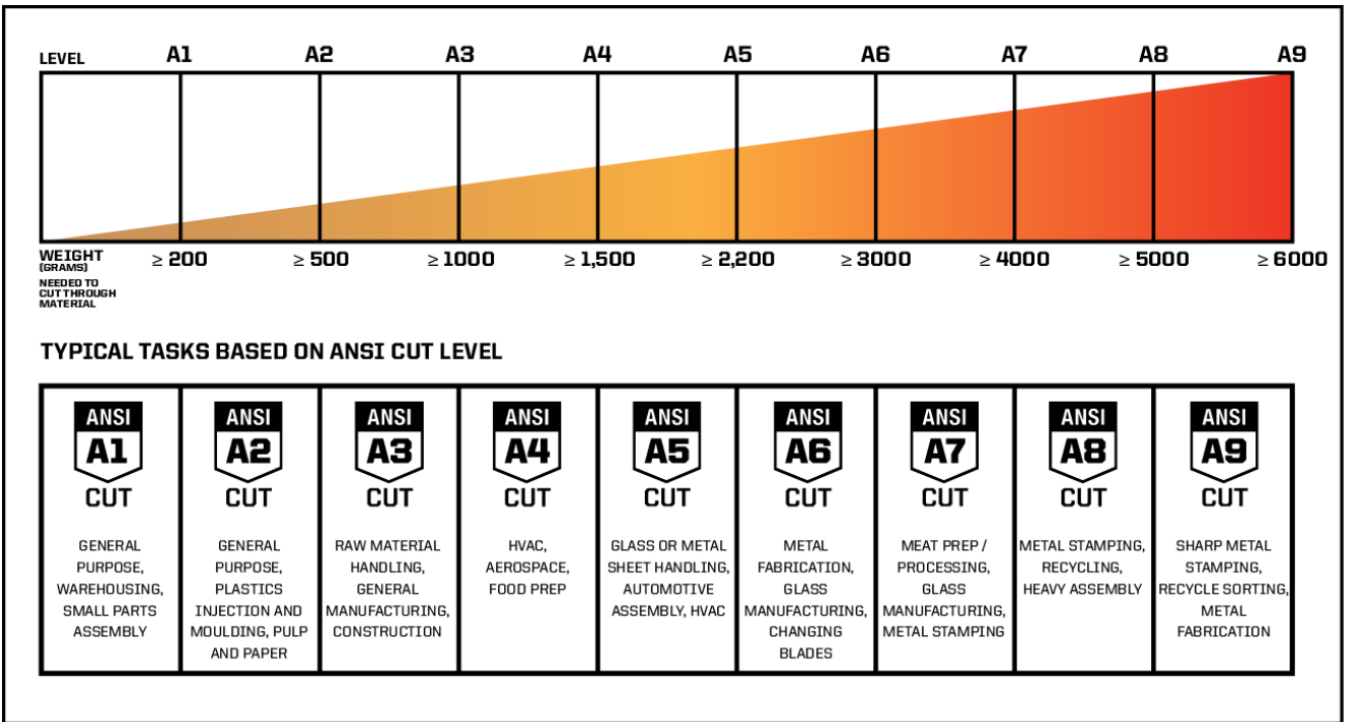 LEVEL A1 A2 A3 A4 A5 A6 A7 A8 A9
WEIGHT
(GRAMS)
≥ 200 ≥ 500 ≥ 1000 ≥ 1,500 ≥ 2,200 ≥ 3000 ≥ 4000 ≥ 5000 ≥ 6000
NEEDED TO
CUT THROUGH
MATERIAL
TYPICAL TASKS BASED ON ANSI CUT LEVEL
ANSI
A1
CUT
GENERAL
PURPOSE,
WAREHOUSING,
SMALL PARTS
ASSEMBLY
ANSI
A2
CUT
GENERAL
PURPOSE,
PLASTICS
INJECTION AND
MOULDING, PULP
AND PAPER
ANSI
A3
CUT
RAW MATERIAL
HANDLING,
GENERAL
MANUFACTURING,
CONSTRUCTION
ANSI
A4
CUT
HVAC,
AEROSPACE,
FOOD PREP
ANSI
A5
CUT
GLASS OR METAL
SHEET HANDLING,
AUTOMOTIVE
ASSEMBLY, HVAC
ANSI
A6
CUT
METAL
FABRICATION,
GLASS
MANUFACTURING,
CHANGING
BLADES
ANSI
A7
CUT
MEAT PREP /
PROCESSING,
GLASS
MANUFACTURING,
METAL STAMPING
ANSI
A8
CUT
METAL STAMPING,
RECYCLING,
HEAVY ASSEMBLY
ANSI
A9
CUT
SHARP METAL
STAMPING,
RECYCLE SORTING,
METAL
FABRICATION